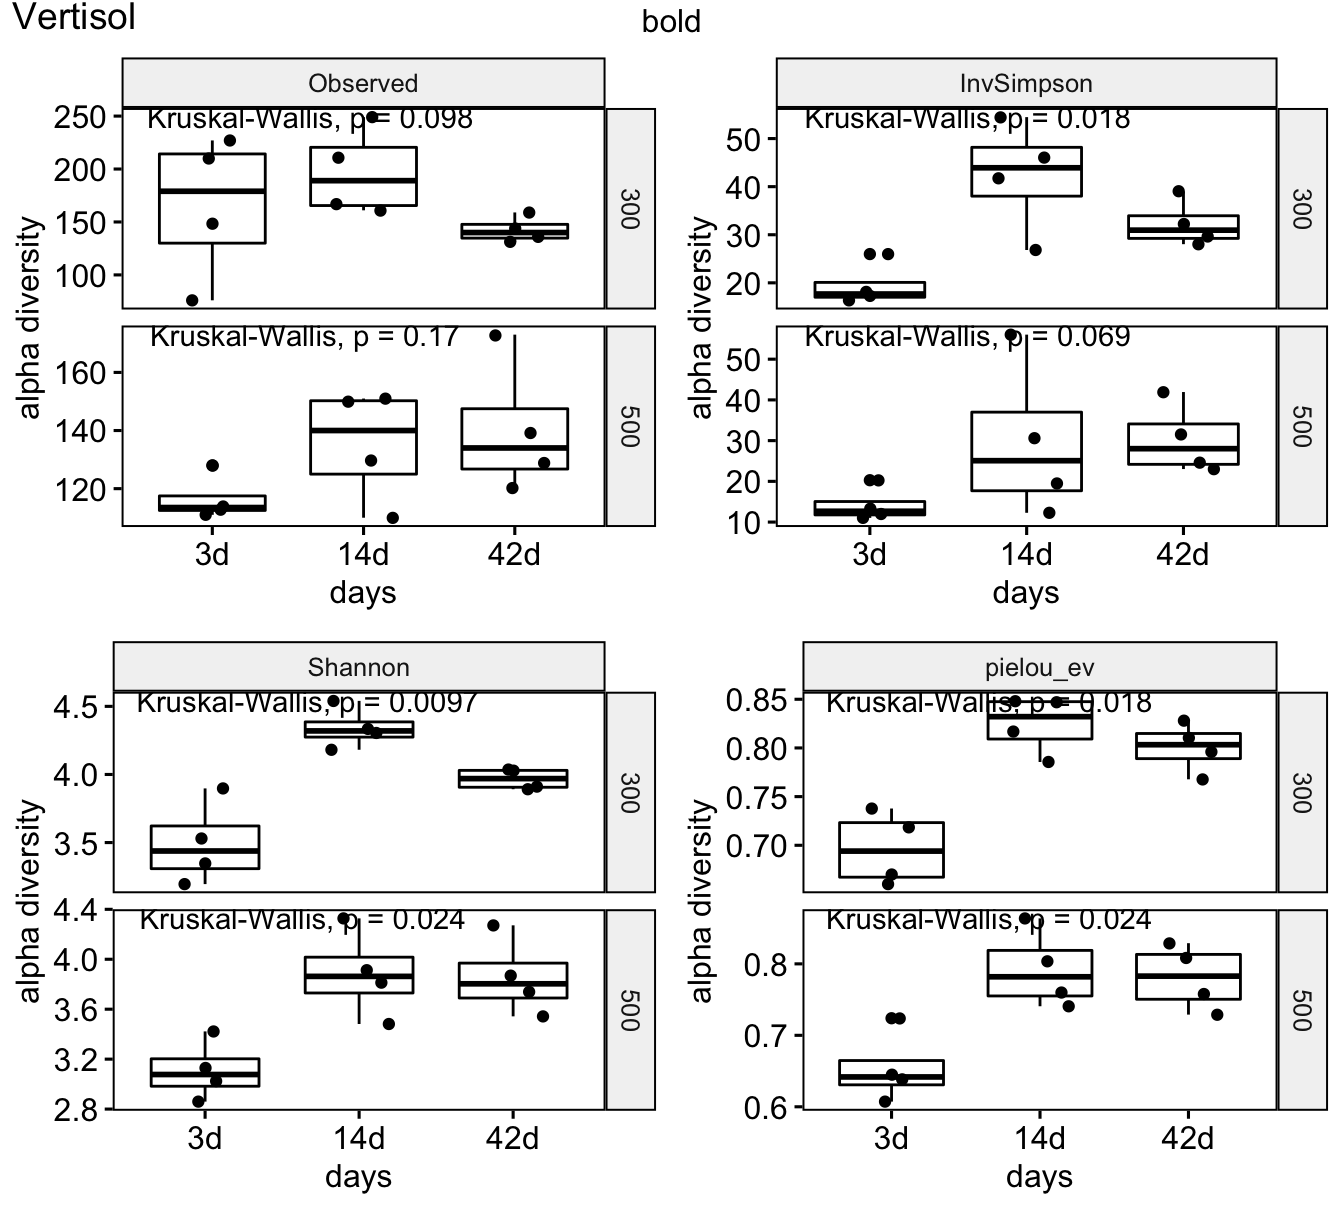 Vertisol
bold
Observed
Kruskal-Wallis, p = 0.098
250
200
150
100
300
alpha diversity
Kruskal-Wallis, p = 0.17
160
140
120
500
3d 14d 42d
days
InvSimpson
Kruskal-Wallis, p = 0.018
50
40
30
20
300
alpha diversity
Kruskal-Wallis, p = 0.069
50
40
30
20
10
500
3d 14d 42d
days
Shannon
Kruskal-Wallis, p = 0.0097
4.5
4.0
3.5
300
alpha diversity
Kruskal-Wallis, p = 0.024
4.4
4.0
3.6
3.2
2.8
500
3d 14d 42d
days
pielou_ev
Kruskal-Wallis, p = 0.018
0.85
0.80
0.75
0.70
300
alpha diversity
Kruskal-Wallis, p = 0.024
0.8
0.7
0.6
500
3d 14d 42d
days